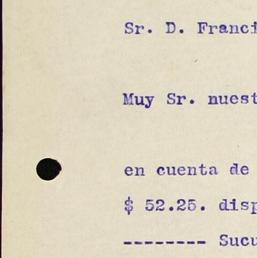 Sr. D. Franci
Muy Sr. nuest
en cuenta de
$ 52.25. disp
-------- Sucu